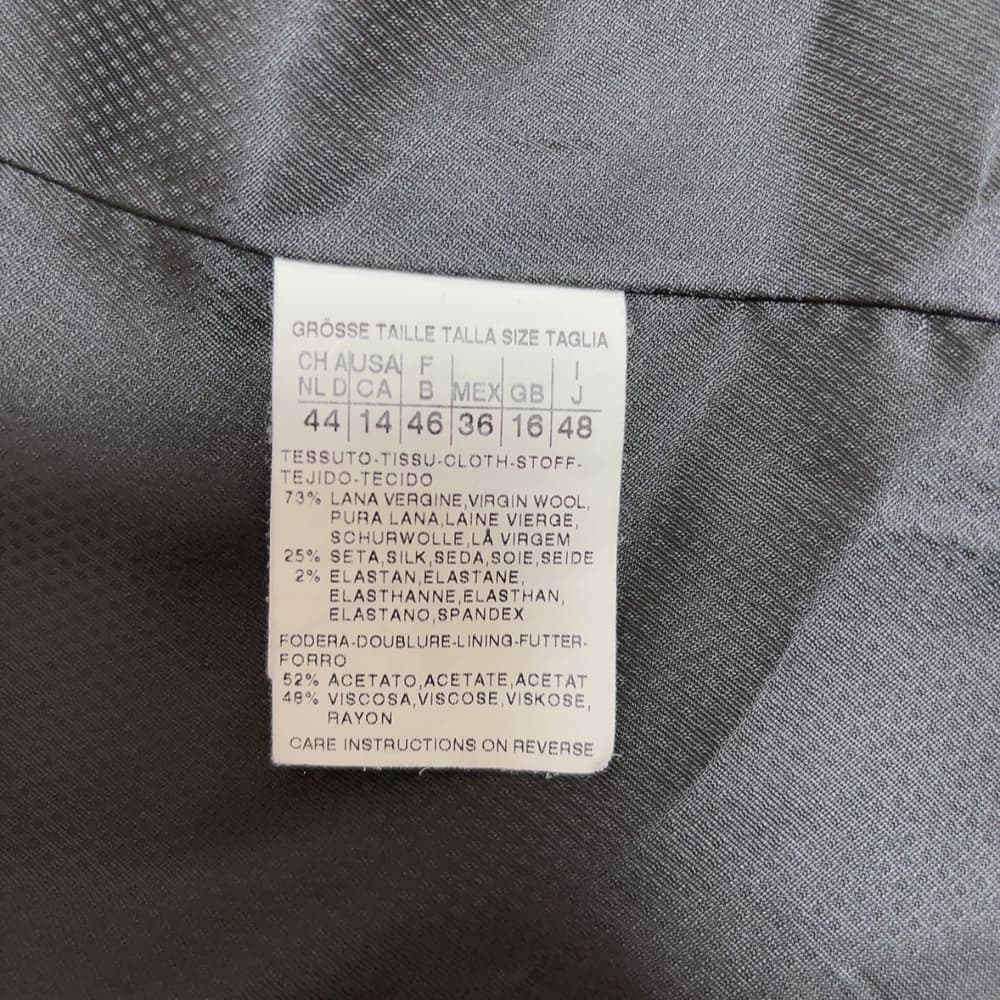 GRÖSSE TAILLE TALLA SIZE TAGLIA
CH A USA F I
NL D CA B MEX GB J
44 14 46 36 16 48
TESSUTO-TISSU-CLOTH-STOFF-
TEJIDO-TECIDO
73% LANA VERGINE,VIRGIN WOOL,
PURA LANA,LAINE VIERGE,
SCHURWOLLE,LÅ VIRGEM
25% SETA,SILK,SEDA,SOIE,SEIDE
2% ELASTAN,ELASTANE,
ELASTHANNE,ELASTHAN,
ELASTANO,SPANDEX
FODERA-DOUBLURE-LINING-FUTTER-
FORRO
52% ACETATO,ACETATE,ACETAT
48% VISCOSA,VISCOSE,VISKOSE,
RAYON
CARE INSTRUCTIONS ON REVERSE